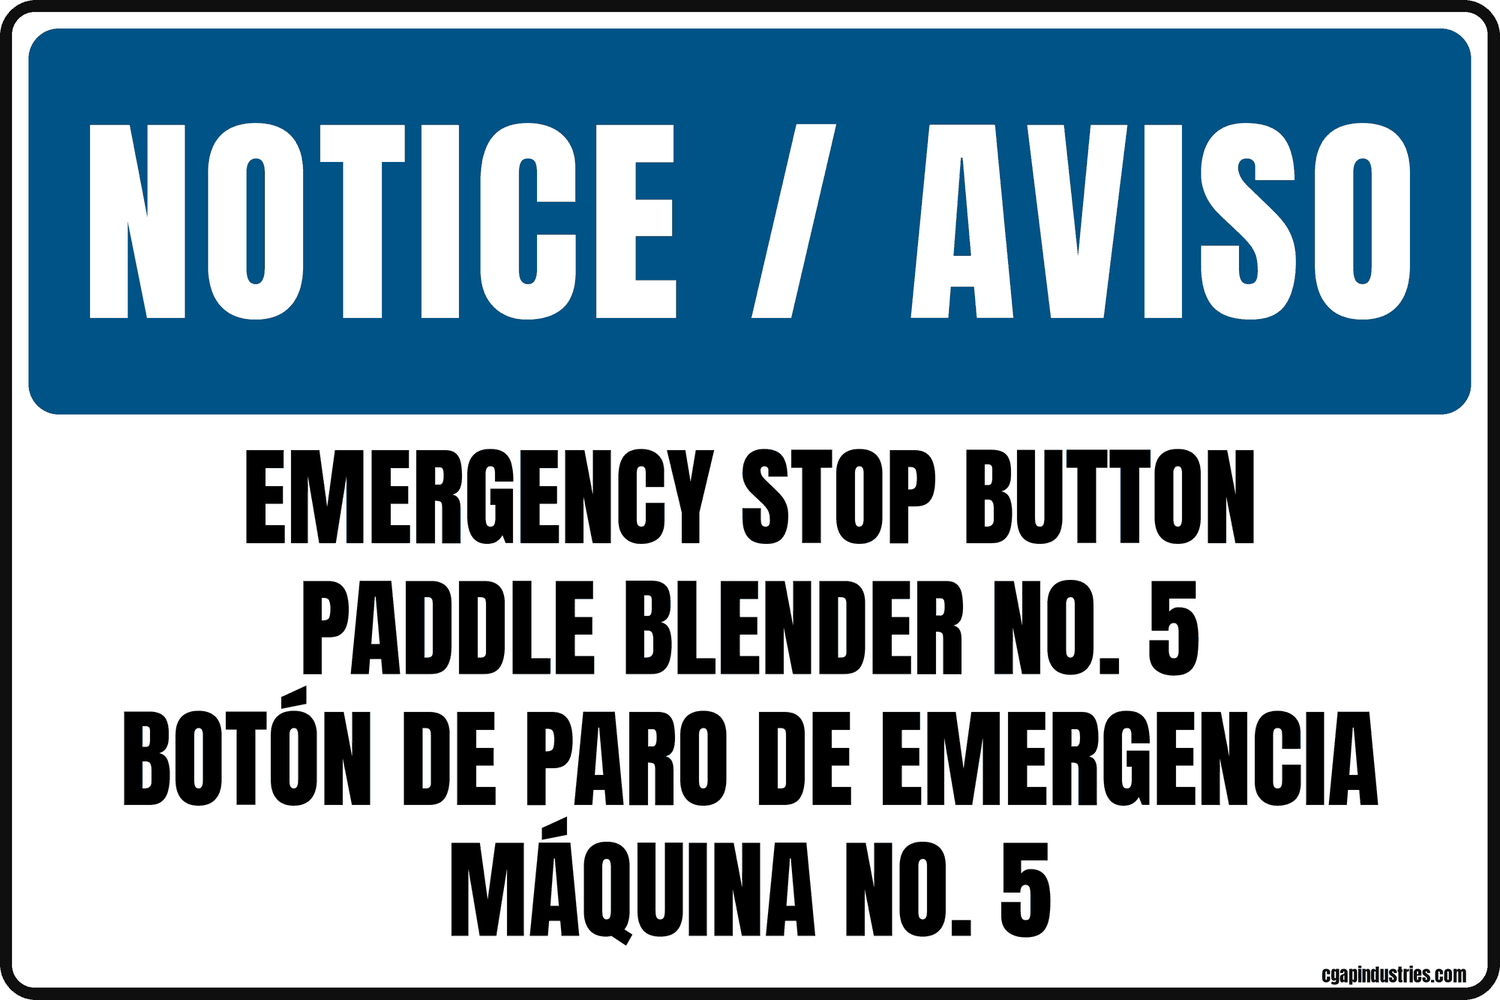 NOTICE / AVISO
EMERGENCY STOP BUTTON
PADDLE BLENDER NO. 5
BOTÓN DE PARO DE EMERGENCIA
MÁQUINA NO. 5
cgapindustries.com